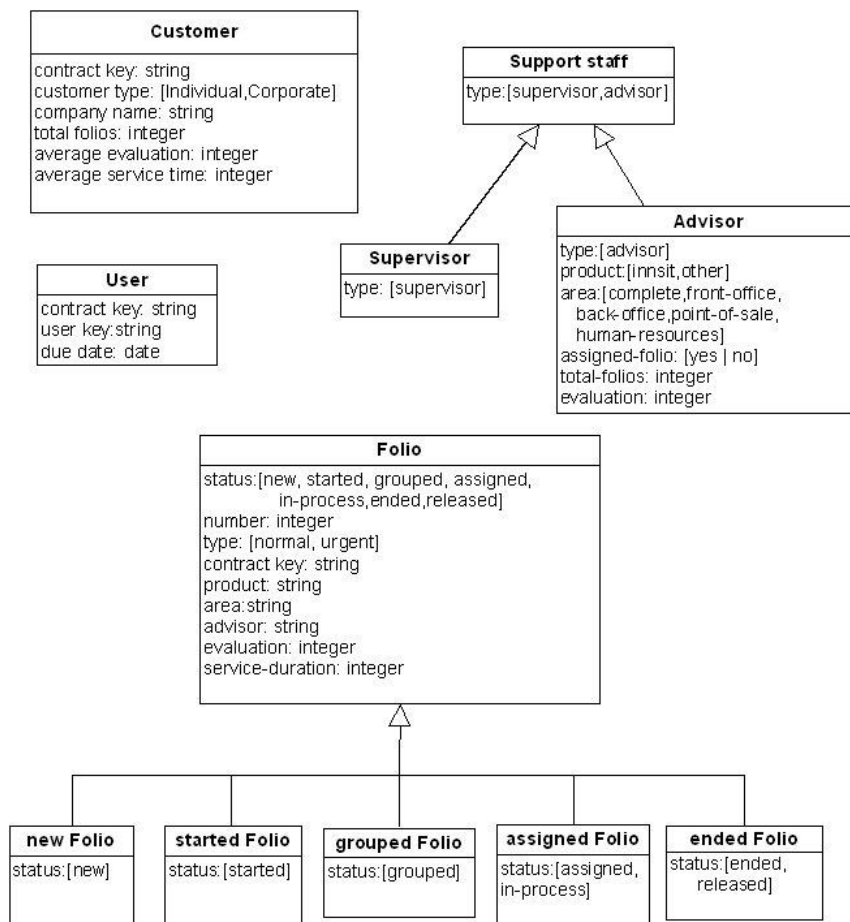 Customer
contract key: string
customer type: [Individual,Corporate]
company name: string
total folios: integer
average evaluation: integer
average service time: integer
Support staff
type:[supervisor,advisor]
Supervisor
type: [supervisor]
Advisor
type:[advisor]
product:[innsit,other]
area:[complete,front-office,
back-office,point-of-sale,
human-resources]
assigned-folio: [yes | no]
total-folios: integer
evaluation: integer
User
contract key: string
user key:string
due date: date
Folio
status:[new, started, grouped, assigned,
in-process,ended,released]
number: integer
type: [normal, urgent]
contract key: string
product: string
area:string
advisor: string
evaluation: integer
service-duration: integer
new Folio
status:[new]
started Folio
status:[started]
grouped Folio
status:[grouped]
assigned Folio
status:[assigned,
in-process]
ended Folio
status:[ended,
released]